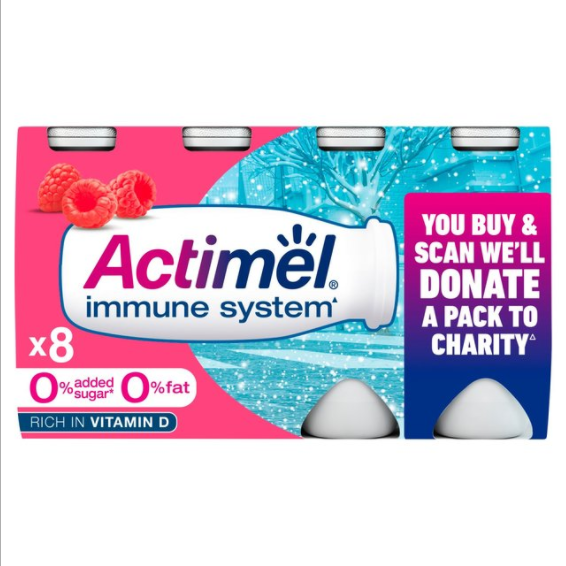 Actimel®
immune system▲
x8
0% added sugar‡ 0% fat
RICH IN VITAMIN D
YOU BUY &
SCAN WE'LL
DONATE
A PACK TO
CHARITY△